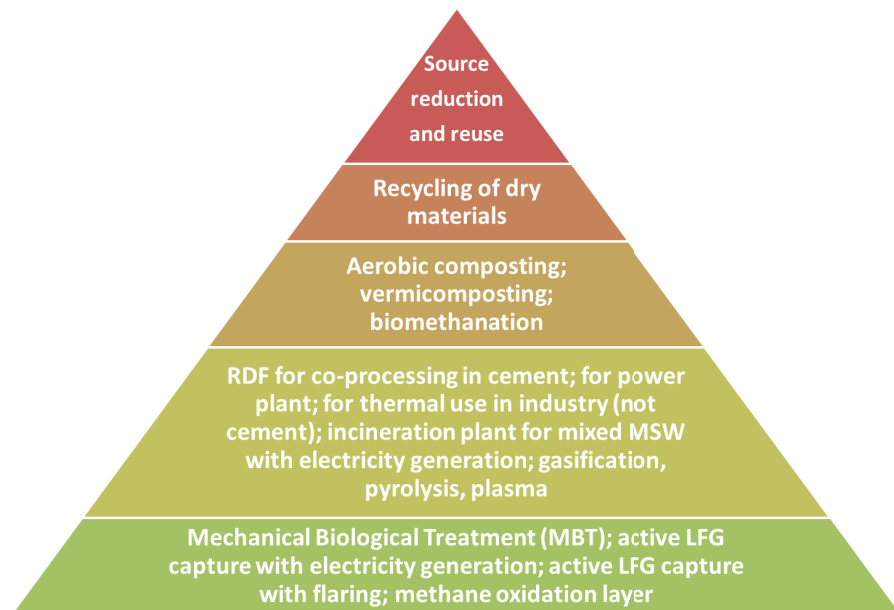 Source
reduction
and reuse
Recycling of dry
materials
Aerobic composting;
vermicomposting;
biomethanation
RDF for co-processing in cement; for power
plant; for thermal use in industry (not
cement); incineration plant for mixed MSW
with electricity generation; gasification,
pyrolysis, plasma
Mechanical Biological Treatment (MBT); active LFG
capture with electricity generation; active LFG capture
with flaring; methane oxidation layer